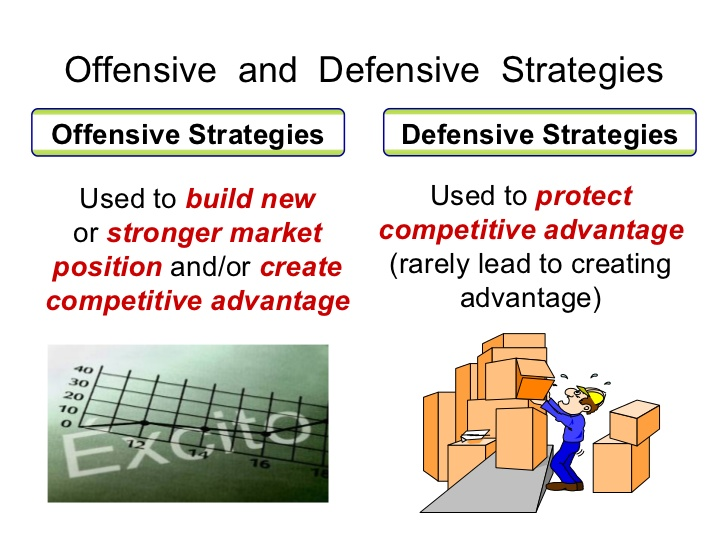 Offensive and Defensive Strategies
Offensive Strategies
Used to build new
or stronger market
position and/or create
competitive advantage
Defensive Strategies
Used to protect
competitive advantage
(rarely lead to creating
advantage)
40
30
20
10
0
12
14
16
Éxcito